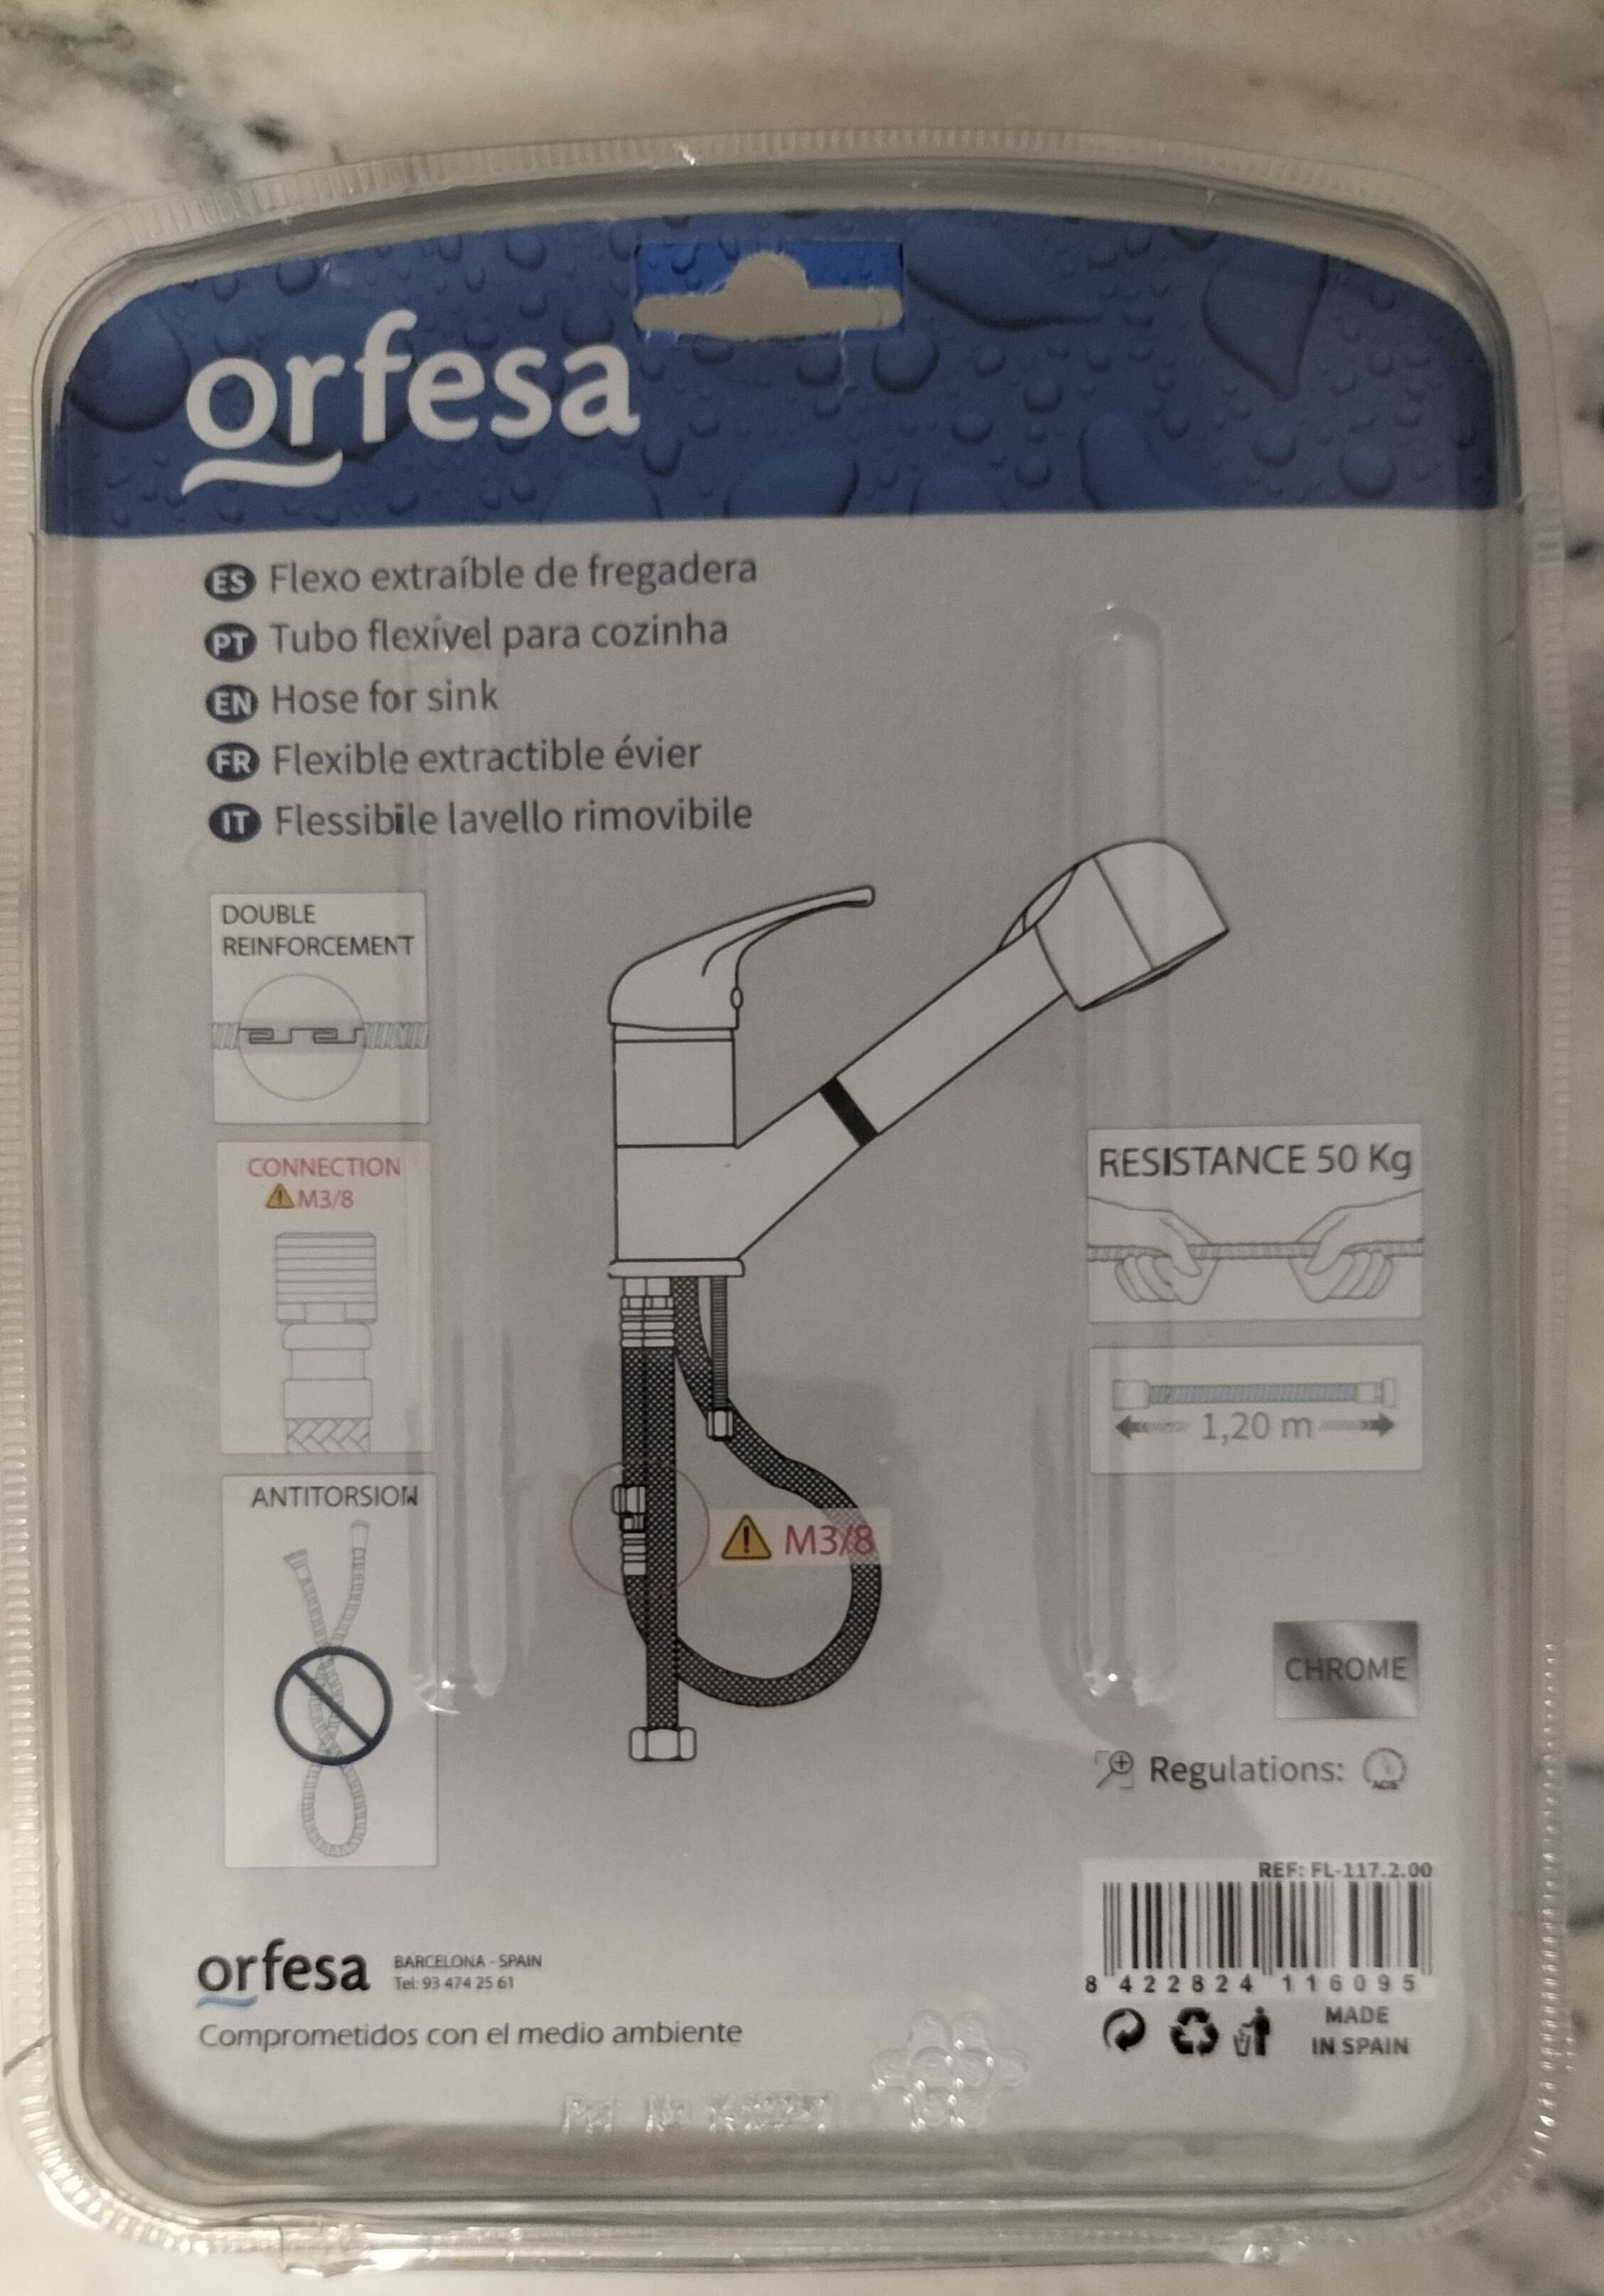 orfesa
ES Flexo extraíble de fregadera
PT Tubo flexível para cozinha
EN Hose for sink
FR Flexible extractible évier
IT Flessibile lavello rimovibile
DOUBLE
REINFORCEMENT
CONNECTION
M3/8
ANTITORSION
M3/8
RESISTANCE 50 Kg
1,20 m
CHROME
Regulations: ACS
REF: FL-117.2.00
8 422824 116095
MADE
IN SPAIN
orfesa
BARCELONA - SPAIN
Tel: 93 474 25 61
Comprometidos con el medio ambiente